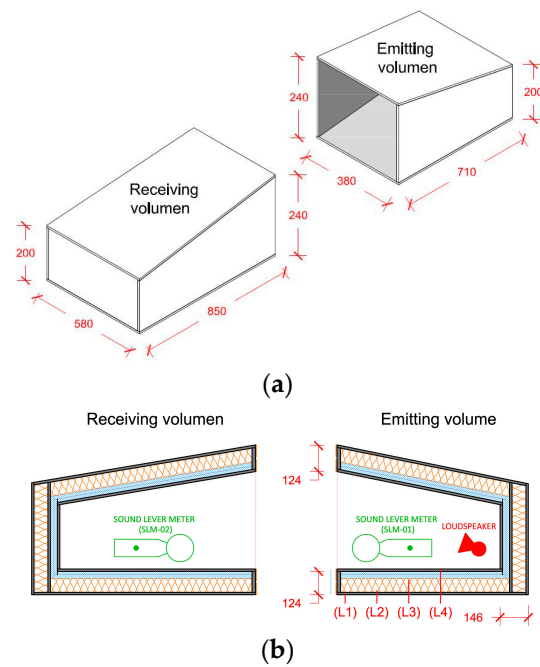 Emitting
volumen
240
200
380
710
Receiving
volumen
240
200
580
850
(a)
Receiving volumen
Emitting volume
124
SOUND LEVER METER
(SLM-02)
SOUND LEVER METER
(SLM-01)
LOUDSPEAKER
124
(L1)
(L2)
(L3)
(L4)
146
(b)